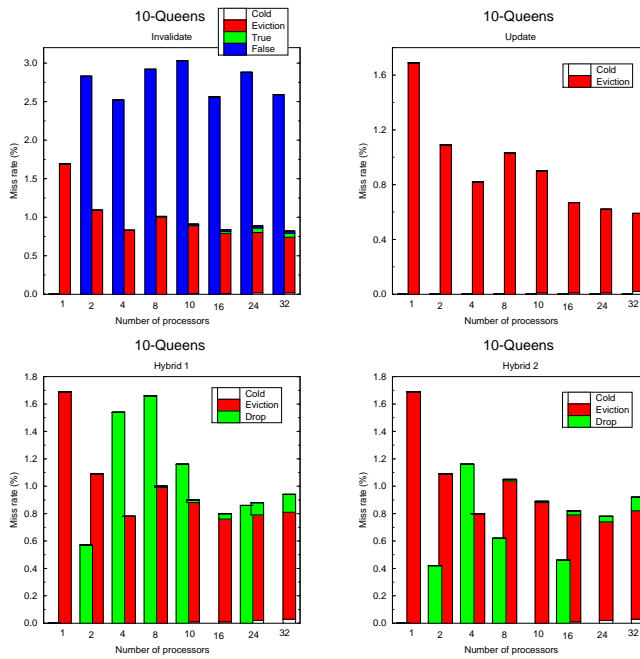 10-Queens
Invalidate
Cold
Eviction
True
False
3.0
2.5
2.0
1.5
1.0
0.5
0.0
Miss rate (%)
1 2 4 8 10 16 24 32
Number of processors
10-Queens
Update
Cold
Eviction
1.6
1.2
0.8
0.4
0.0
Miss rate (%)
1 2 4 8 10 16 24 32
Number of processors
10-Queens
Hybrid 1
Cold
Eviction
Drop
1.8
1.6
1.4
1.2
1.0
0.8
0.6
0.4
0.2
0.0
Miss rate (%)
1 2 4 8 10 16 24 32
Number of processors
10-Queens
Hybrid 2
Cold
Eviction
Drop
1.8
1.6
1.4
1.2
1.0
0.8
0.6
0.4
0.2
0.0
Miss rate (%)
1 2 4 8 10 16 24 32
Number of processors